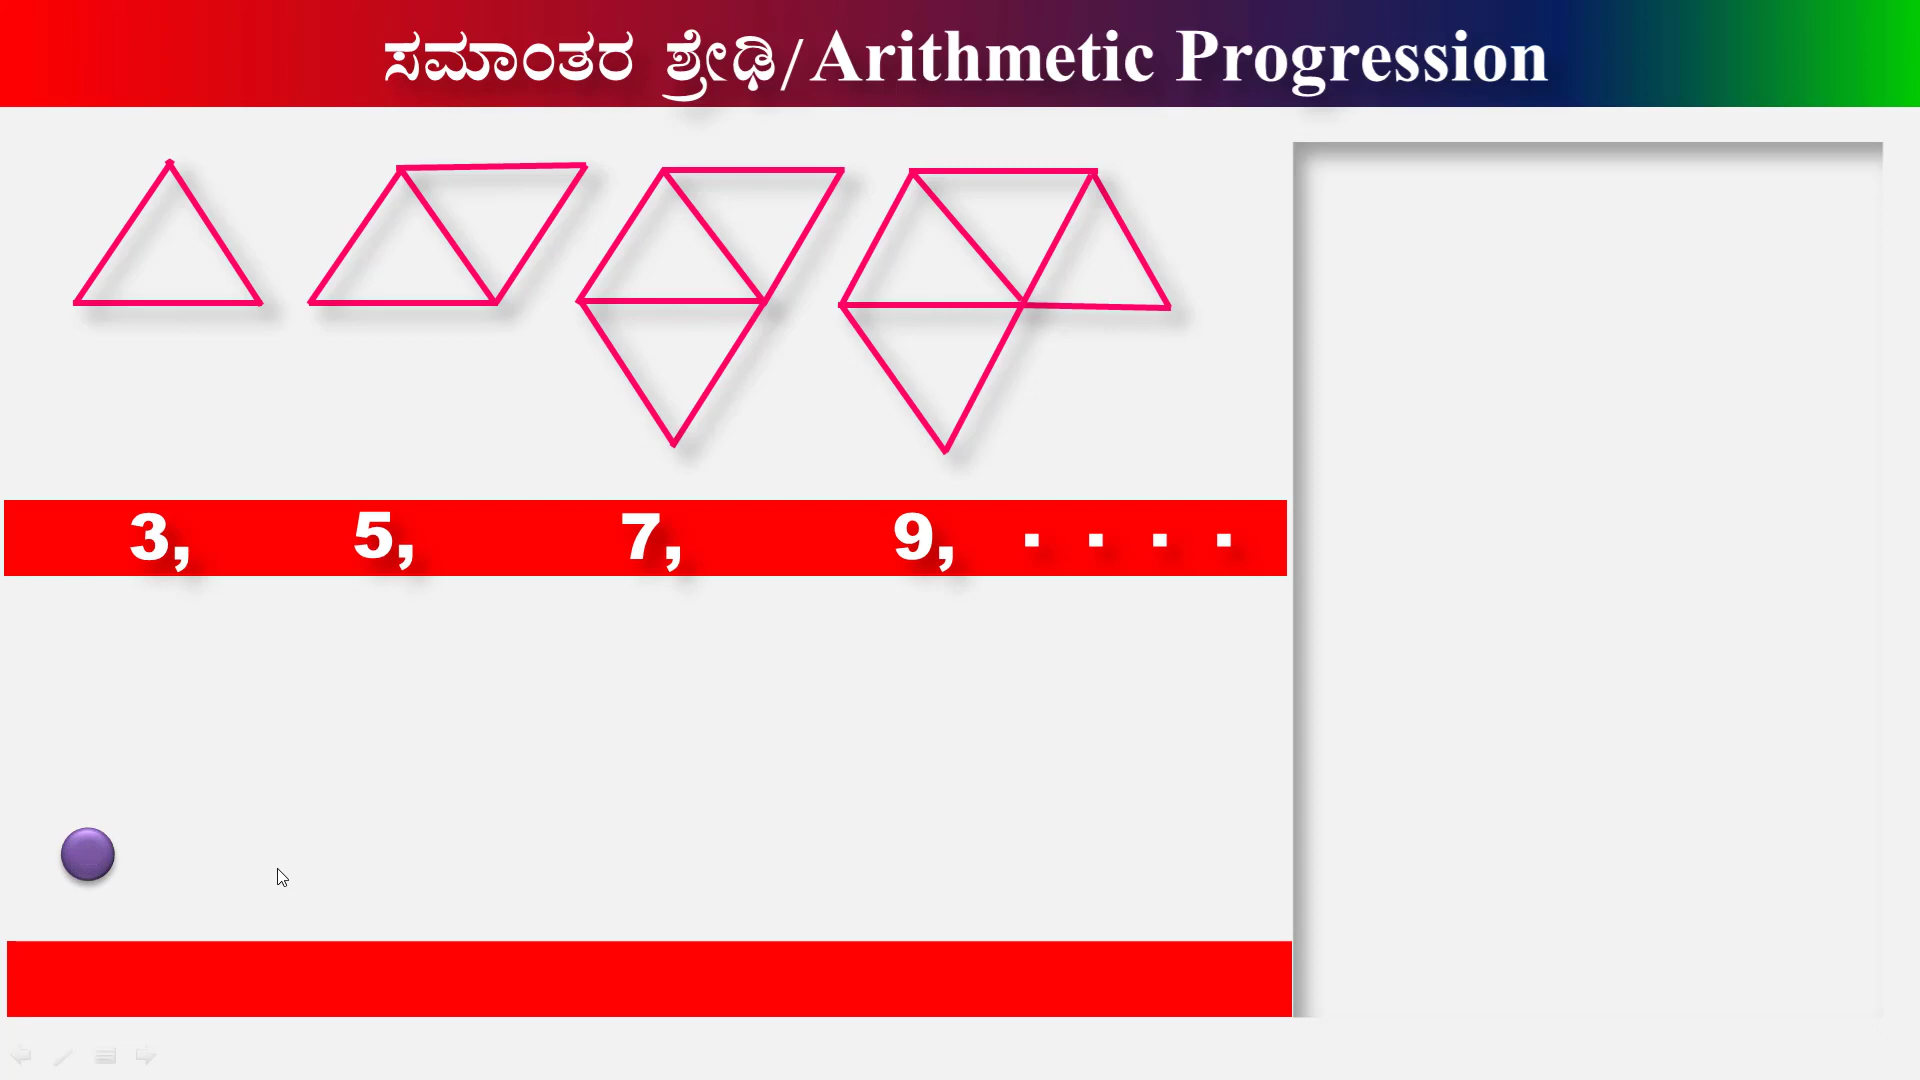 ಸಮಾಂತರ ಶ್ರೇಢಿ/Arithmetic Progression
3, 5, 7, 9, . . . .